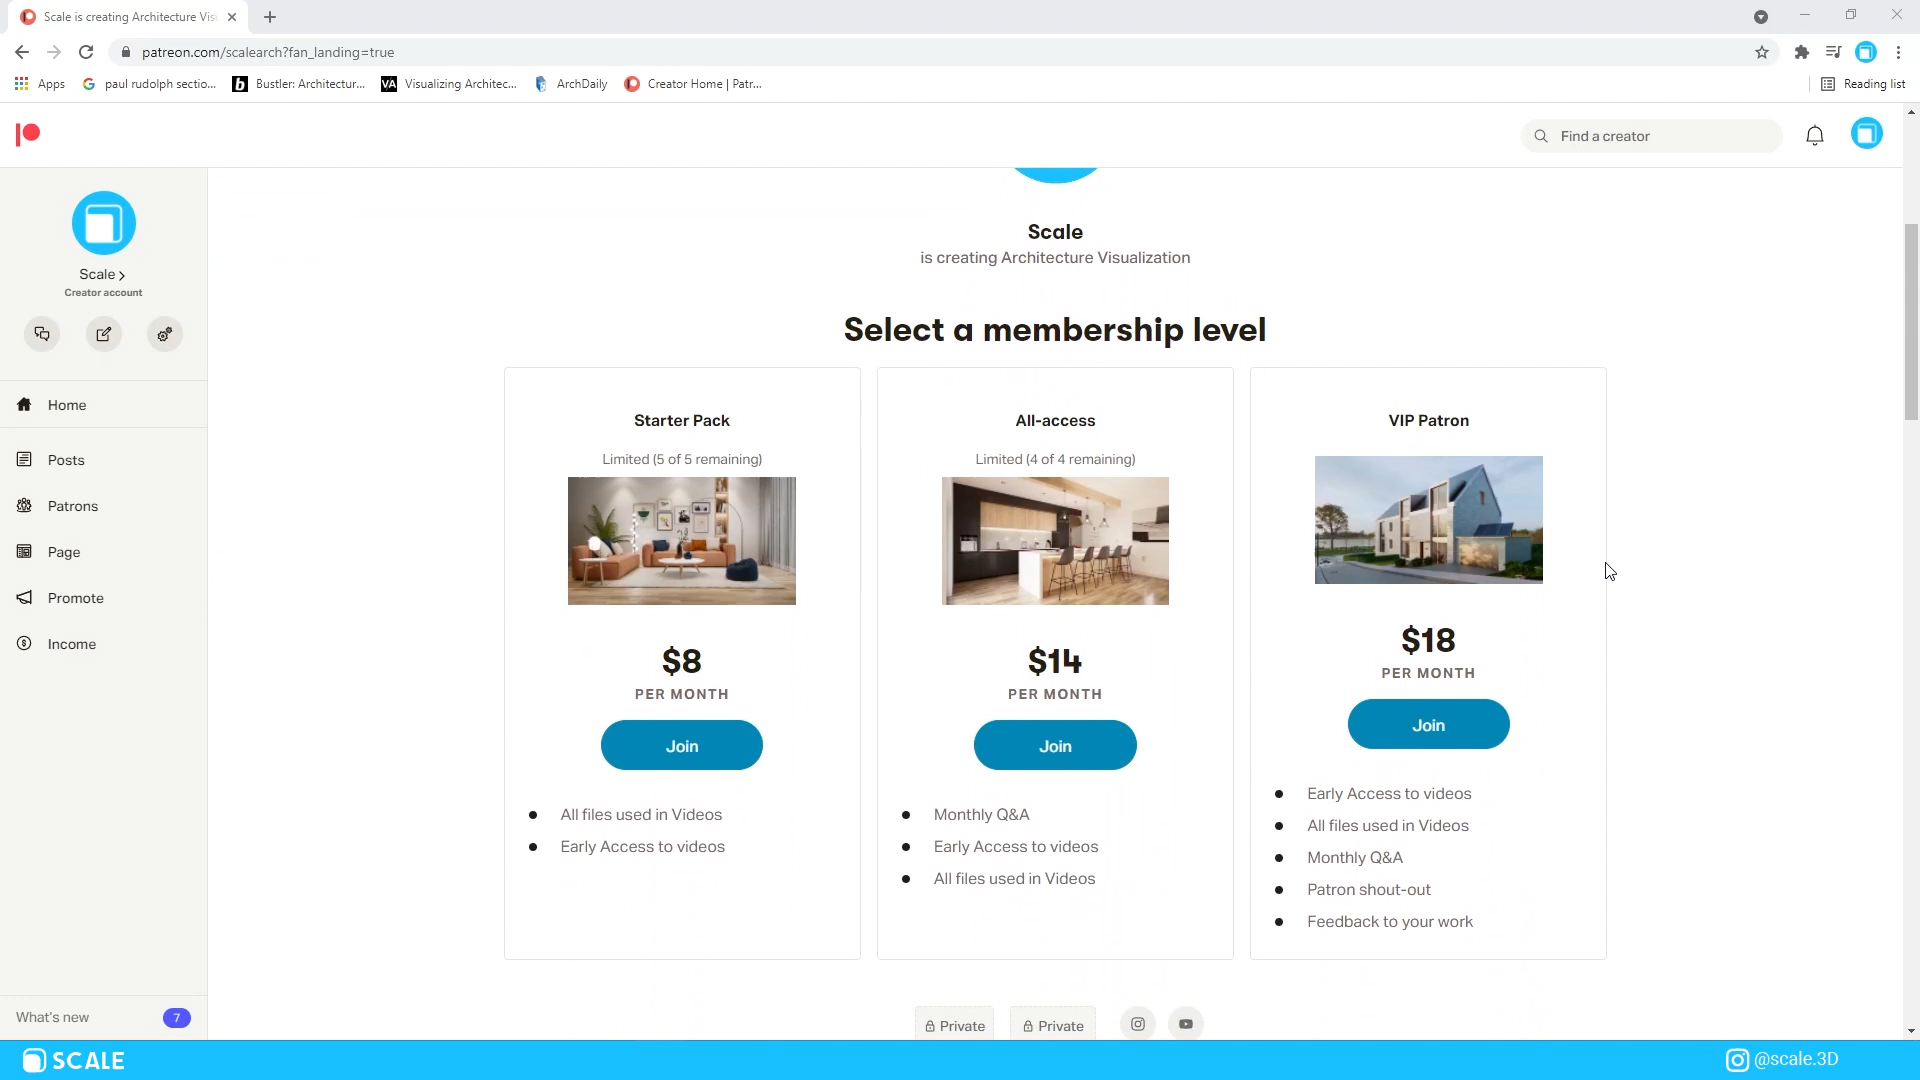 Scale is creating Architecture Vis
patreon.com/scalearch?fan_landing=true
Apps
paul rudolph sectio...
b
Bustler: Architectur...
VA
Visualizing Architec...
ArchDaily
Creator Home | Patr...
Reading list
Find a creator
Scale
Creator account
Home
Posts
Patrons
Page
Promote
Income
What's new
7
Scale
is creating Architecture Visualization
Select a membership level
Starter Pack
Limited (5 of 5 remaining)
$8
PER MONTH
Join
All files used in Videos
Early Access to videos
All-access
Limited (4 of 4 remaining)
$14
PER MONTH
Join
Monthly Q&A
Early Access to videos
All files used in Videos
VIP Patron
$18
PER MONTH
Join
Early Access to videos
All files used in Videos
Monthly Q&A
Patron shout-out
Feedback to your work
Private
Private
SCALE
@scale.3D